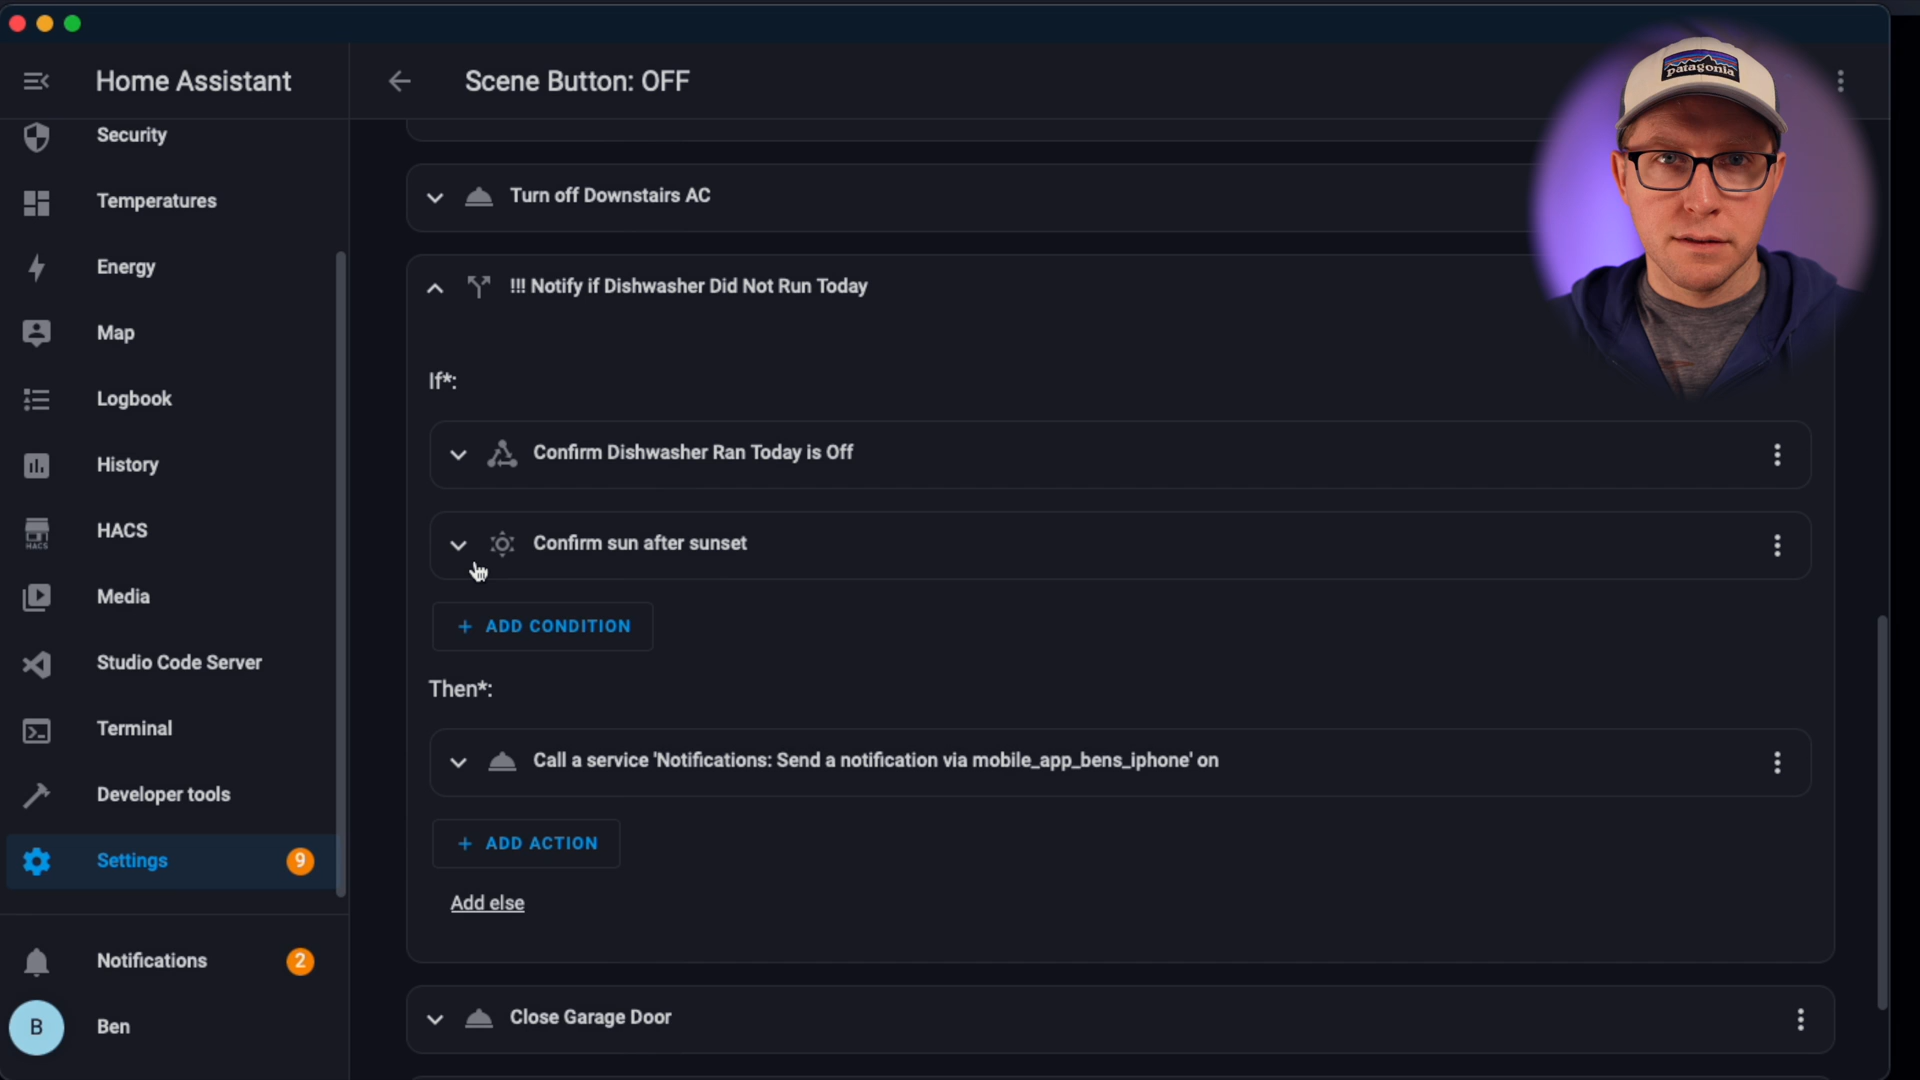 Home Assistant
Scene Button: OFF
patagonia
Security
Temperatures
Energy
Map
Logbook
History
HACS
HACS
Media
Studio Code Server
Terminal
Developer tools
Settings
9
Notifications
2
B
Ben
Turn off Downstairs AC
!!! Notify if Dishwasher Did Not Run Today
If*:
Confirm Dishwasher Ran Today is Off
Confirm sun after sunset
+ ADD CONDITION
Then*:
Call a service 'Notifications: Send a notification via mobile_app_bens_iphone' on
+ ADD ACTION
Add else
Close Garage Door